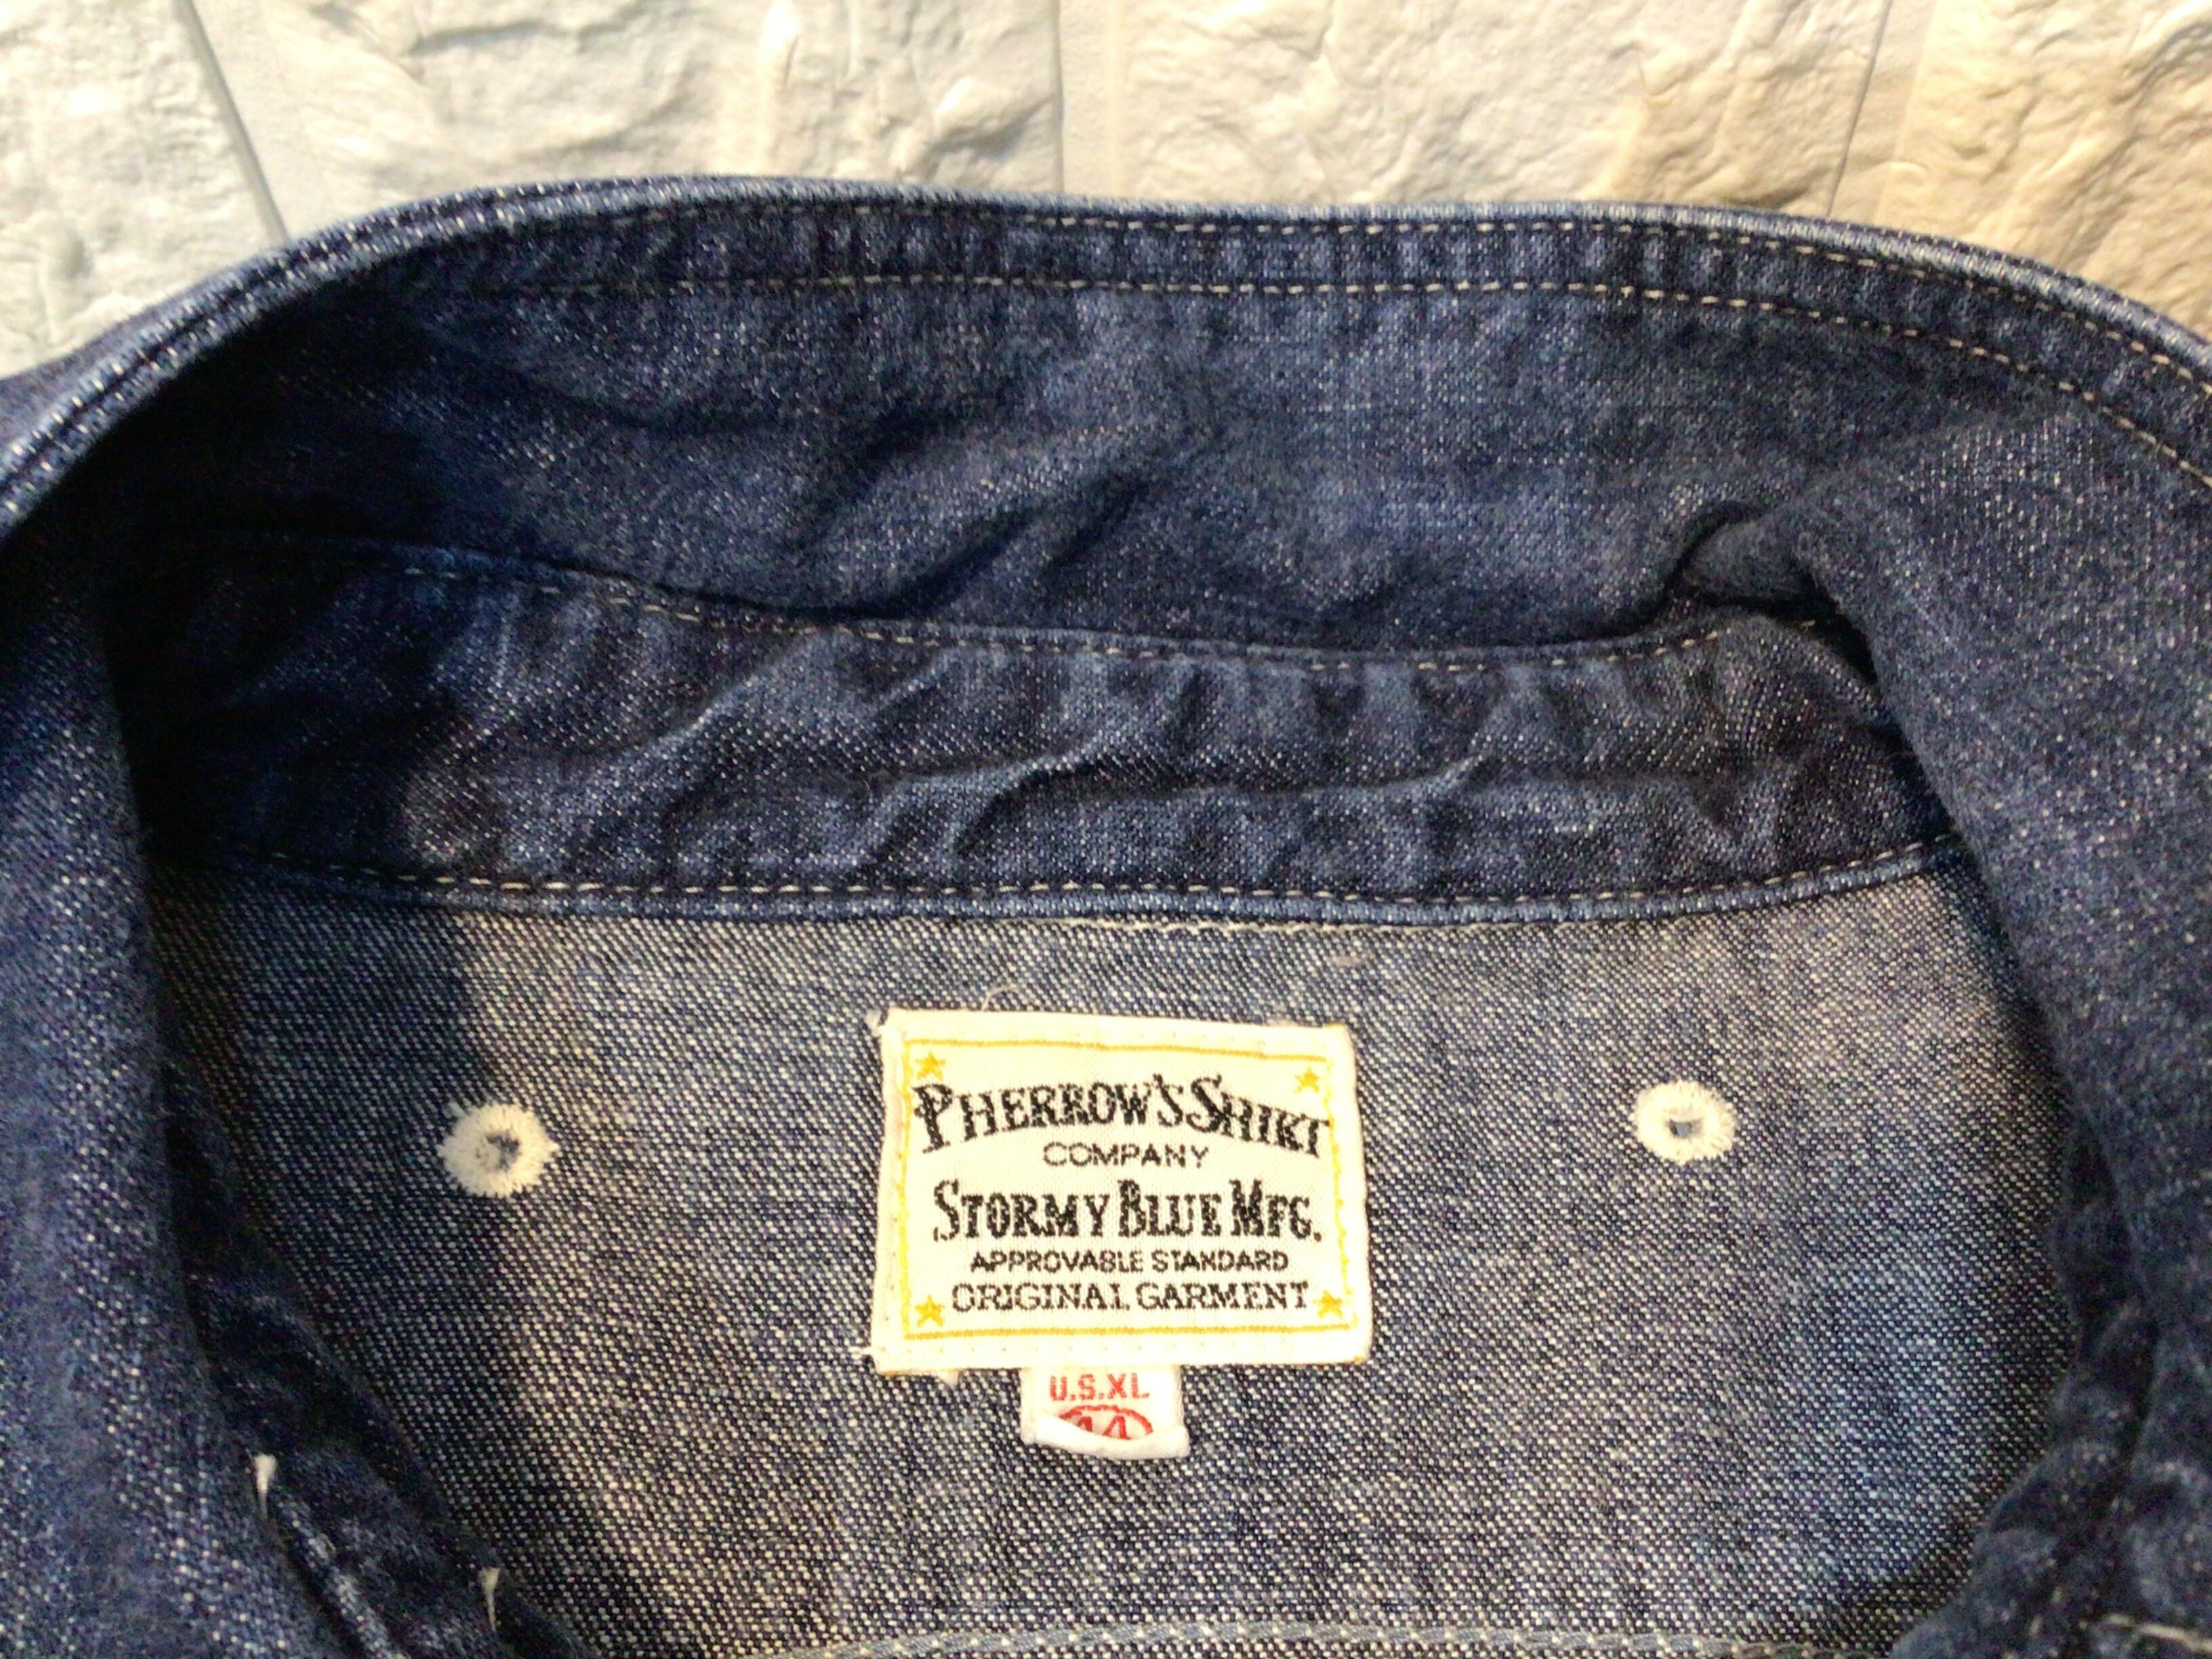 PHERROW'S SHIRT
COMPANY
STORMY BLUE MFG.
APPROVABLE STANDARD
ORIGINAL GARMENT
U.S.XL
44